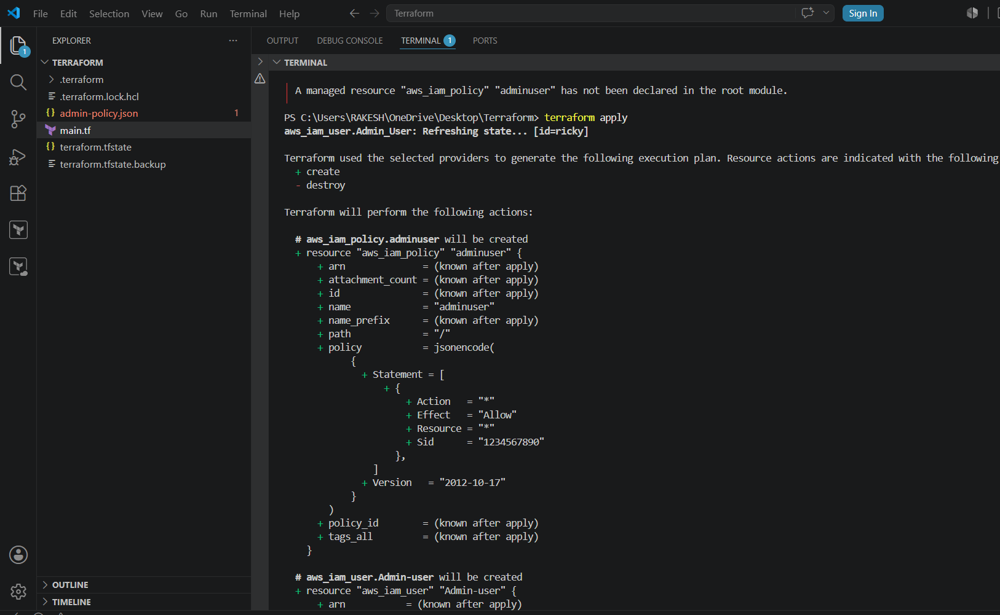 File Edit Selection View Go Run Terminal Help
Terraform
Sign In
EXPLORER
OUTPUT DEBUG CONSOLE TERMINAL 1 PORTS
1
TERRAFORM
.terraform
.terraform.lock.hcl
admin-policy.json 1
main.tf
terraform.tfstate
terraform.tfstate.backup
OUTLINE
TIMELINE
TERMINAL
A managed resource "aws_iam_policy" "adminuser" has not been declared in the root module.
PS C:\Users\RAKESH\OneDrive\Desktop\Terraform> terraform apply
aws_iam_user.Admin_User: Refreshing state... [id=ricky]
Terraform used the selected providers to generate the following execution plan. Resource actions are indicated with the following
+ create
- destroy
Terraform will perform the following actions:
# aws_iam_policy.adminuser will be created
+ resource "aws_iam_policy" "adminuser" {
+ arn = (known after apply)
+ attachment_count = (known after apply)
+ id = (known after apply)
+ name = "adminuser"
+ name_prefix = (known after apply)
+ path = "/"
+ policy = jsonencode(
{
+ Statement = [
+ {
+ Action = "*"
+ Effect = "Allow"
+ Resource = "*"
+ Sid = "1234567890"
},
]
+ Version = "2012-10-17"
}
)
+ policy_id = (known after apply)
+ tags_all = (known after apply)
}
# aws_iam_user.Admin-user will be created
+ resource "aws_iam_user" "Admin-user" {
+ arn = (known after apply)